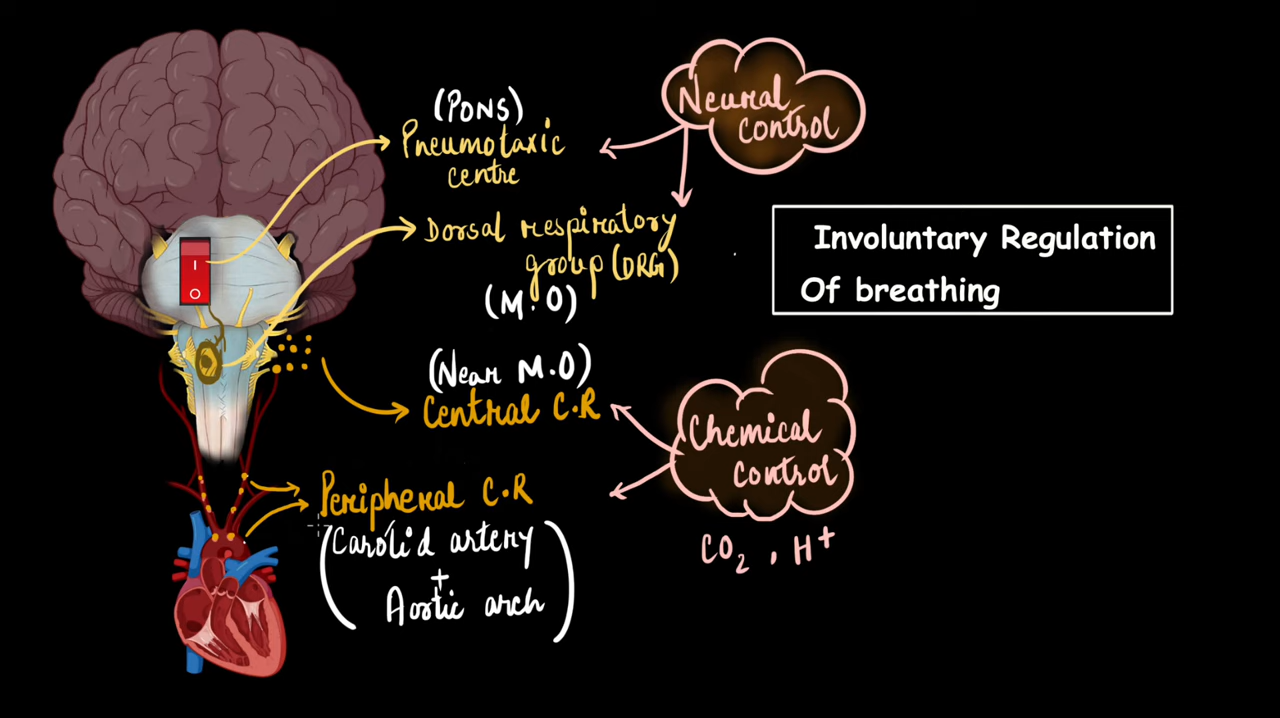 (PONS)
Pneumotaxic
centre
Neural
control
Dorsal respiratory
group (DRG)
(M.O)
Involuntary Regulation
Of breathing
I
O
(Near M.O)
Central C.R
Chemical
control
CO2 , H+
Peripheral C.R
(Carotid artery
+
Aortic arch)